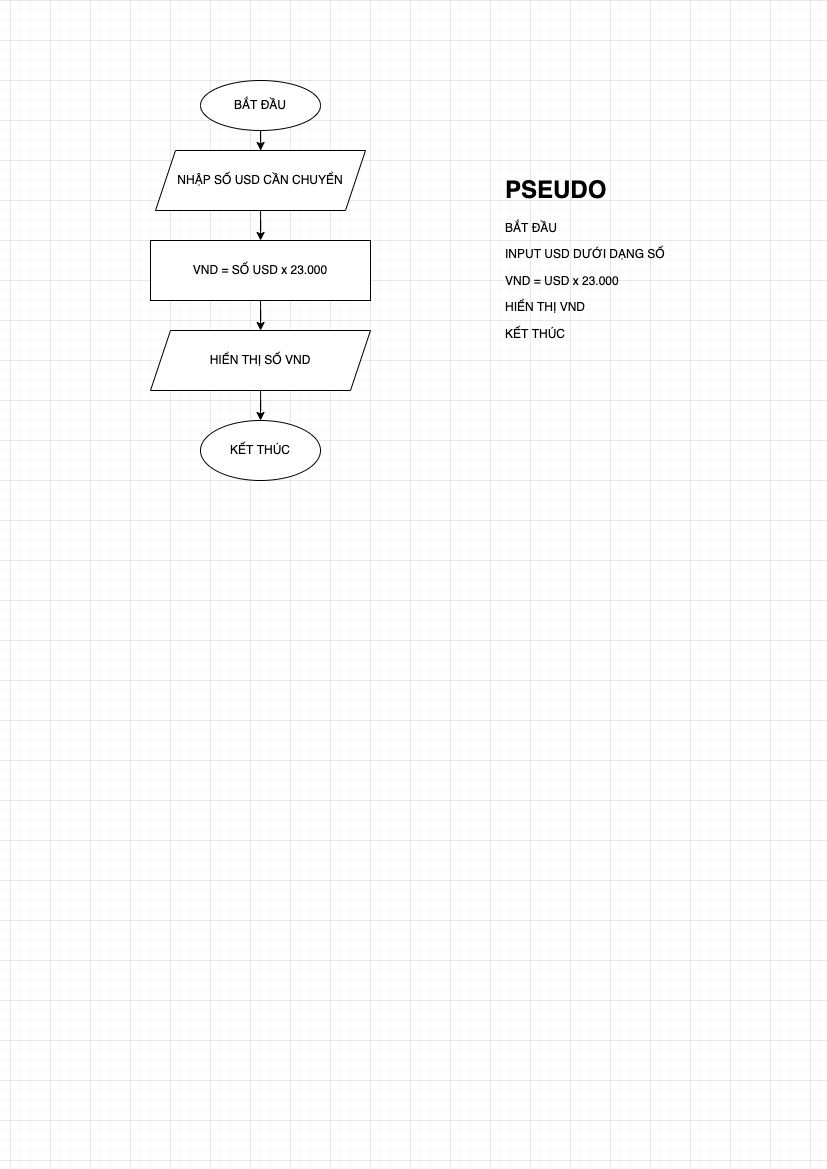 BẮT ĐẦU
NHẬP SỐ USD CẦN CHUYỂN
VND = SỐ USD x 23.000
HIỂN THỊ SỐ VND
KẾT THÚC
PSEUDO
BẮT ĐẦU
INPUT USD DƯỚI DẠNG SỐ
VND = USD x 23.000
HIỂN THỊ VND
KẾT THÚC